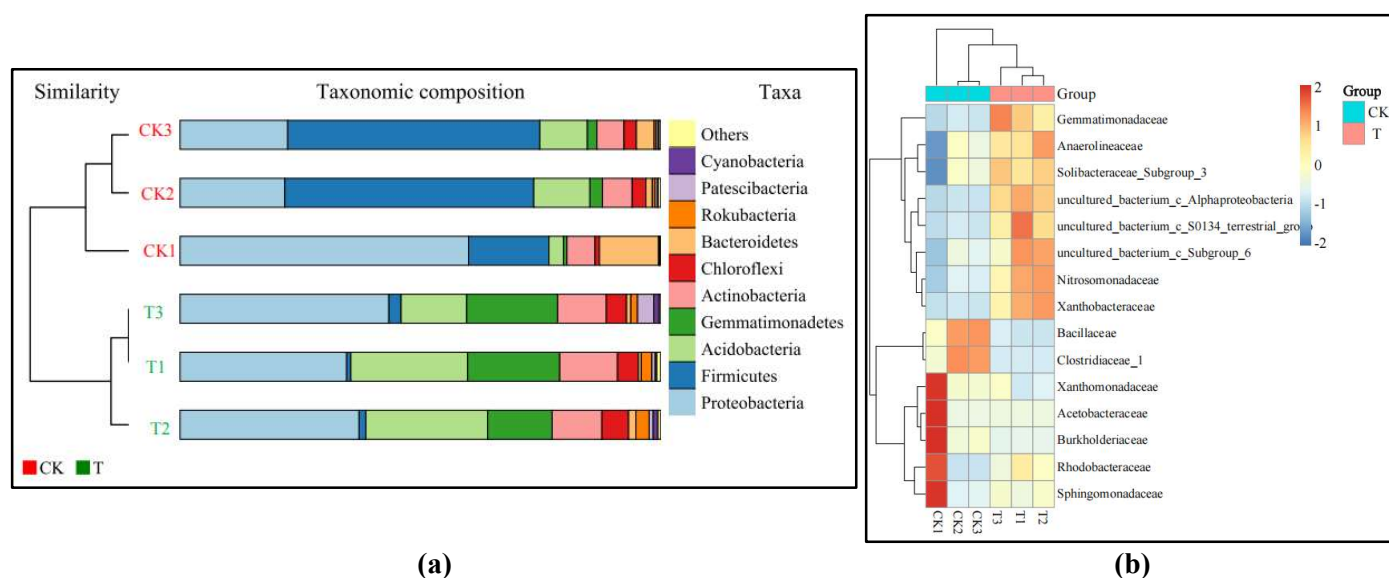 Similarity Taxonomic composition Taxa
CK3
CK2
CK1
T3
T1
T2
Others
Cyanobacteria
Patescibacteria
Rokubacteria
Bacteroidetes
Chloroflexi
Actinobacteria
Gemmatimonadetes
Acidobacteria
Firmicutes
Proteobacteria
CK T
(a)
Group
Gemmatimonadaceae
Anaerolineaceae
Solibacteraceae_Subgroup_3
uncultured_bacterium_c_Alphaproteobacteria
uncultured_bacterium_c_S0134_terrestrial_gro
uncultured_bacterium_c_Subgroup_6
Nitrosomonadaceae
Xanthobacteraceae
Bacillaceae
Clostridiaceae_1
Xanthomonadaceae
Acetobacteraceae
Burkholderiaceae
Rhodobacteraceae
Sphingomonadaceae
CK1 CK2 CK3 T3 T1 T2
2
1
0
-1
-2
Group
CK
T
(b)